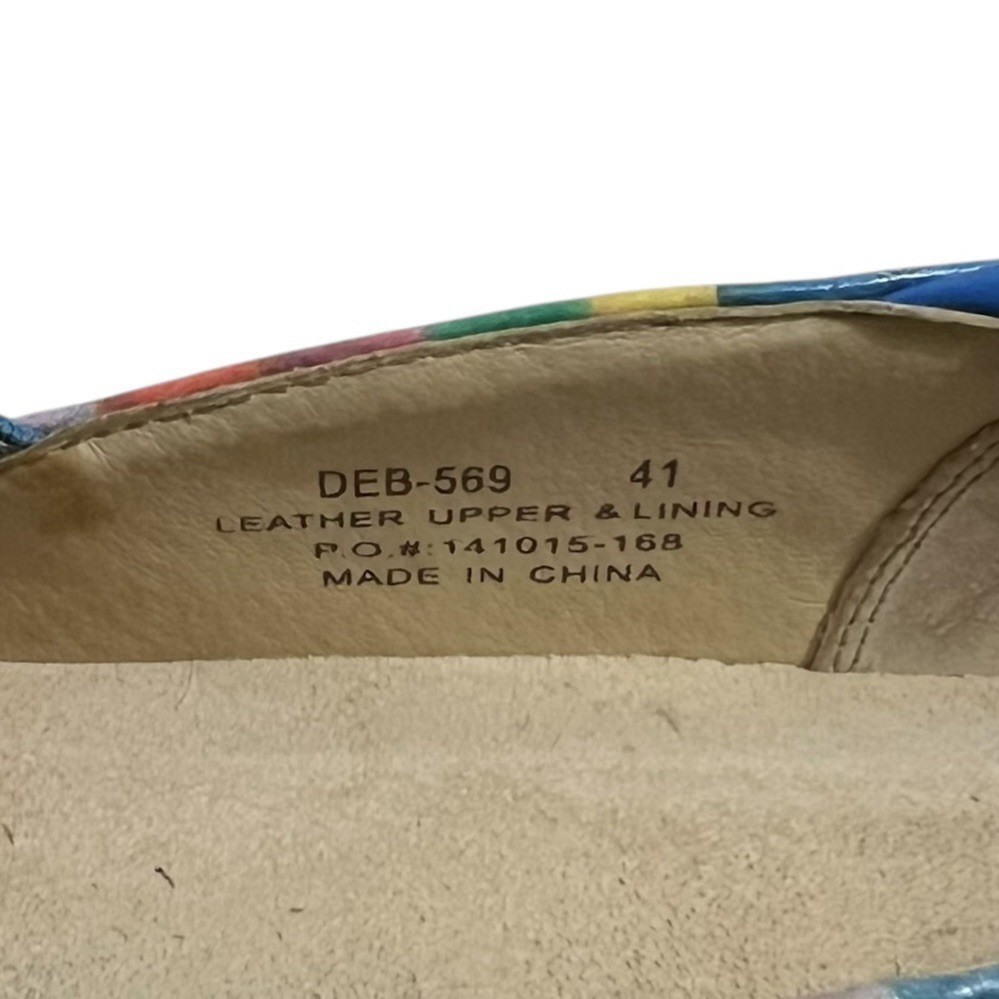 DEB-569 41
LEATHER UPPER & LINING
P.O.#:141015-168
MADE IN CHINA